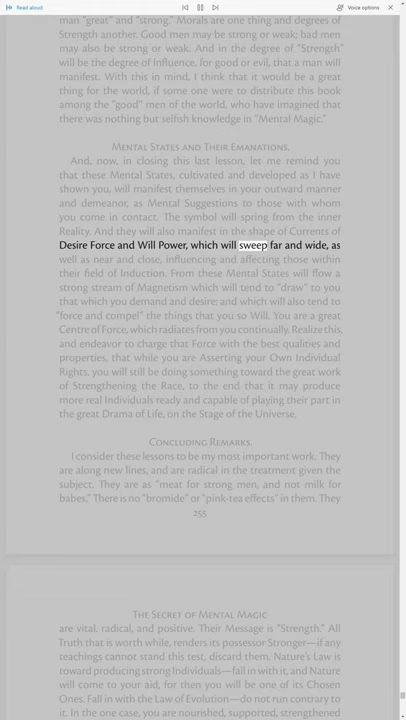 Read aloud
Voice options
man "great" and "strong." Morals are one thing and degrees of
Strength another. Good men may be strong or weak; bad men
may also be strong or weak. And in the degree of "Strength"
will be the degree of Influence, for good or evil, that a man will
manifest. With this in mind, I think that it would be a great
thing for the world, if some one were to distribute this book
among the "good" men of the world, who have imagined that
there was nothing but selfish knowledge in "Mental Magic."
Mental States and Their Emanations.
And, now, in closing this last lesson, let me remind you
that these Mental States, cultivated and developed as I have
shown you, will manifest themselves in your outward manner
and demeanor, as Mental Suggestions to those with whom
you come in contact. The symbol will spring from the inner
Reality. And they will also manifest in the shape of Currents of
Desire Force and Will Power, which will sweep far and wide, as
well as near and close, influencing and affecting those within
their field of Induction. From these Mental States will flow a
strong stream of Magnetism which will tend to "draw" to you
that which you demand and desire; and which will also tend to
"force and compel" the things that you so Will. You are a great
Centre of Force, which radiates from you continually. Realize this,
and endeavor to charge that Force with the best qualities and
properties, that while you are Asserting your Own Individual
Rights, you will still be doing something toward the great work
of Strengthening the Race, to the end that it may produce
more real Individuals ready and capable of playing their part in
the great Drama of Life, on the Stage of the Universe.
Concluding Remarks.
I consider these lessons to be my most important work. They
are along new lines, and are radical in the treatment given the
subject. They are as "meat for strong men, and not milk for
babes." There is no "bromide" or "pink-tea effects" in them. They
255
The Secret of Mental Magic
are vital, radical, and positive. Their Message is "Strength." All
Truth that is worth while, renders its possessor Stronger—if any
teachings cannot stand this test, discard them. Nature's Law is
toward producing strong Individuals—fall in with it, and Nature
will come to your aid, for then you will be one of its Chosen
Ones. Fall in with the Law of Evolution—do not run contrary to
it. In the one case, you are nourished, supported, strengthened